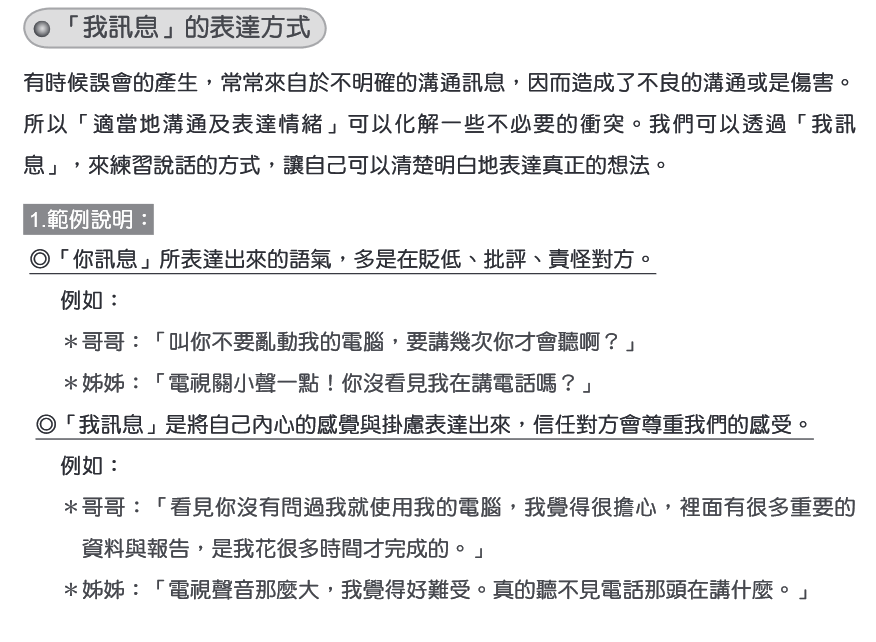 「我訊息」的表達方式
有時候誤會的產生，常常來自於不明確的溝通訊息，因而造成了不良的溝通或是傷害。
所以「適當地溝通及表達情緒」可以化解一些不必要的衝突。我們可以透過「我訊
息」，來練習說話的方式，讓自己可以清楚明白地表達真正的想法。
1.範例說明：
◎「你訊息」所表達出來的語氣，多是在貶低、批評、責怪對方。
例如：
＊哥哥：「叫你不要亂動我的電腦，要講幾次你才會聽啊？」
＊姊姊：「電視關小聲一點！你沒看見我在講電話嗎？」
◎「我訊息」是將自己內心的感覺與掛慮表達出來，信任對方會尊重我們的感受。
例如：
＊哥哥：「看見你沒有問過我就使用我的電腦，我覺得很擔心，裡面有很多重要的
資料與報告，是我花很多時間才完成的。」
＊姊姊：「電視聲音那麼大，我覺得好難受。真的聽不見電話那頭在講什麼。」